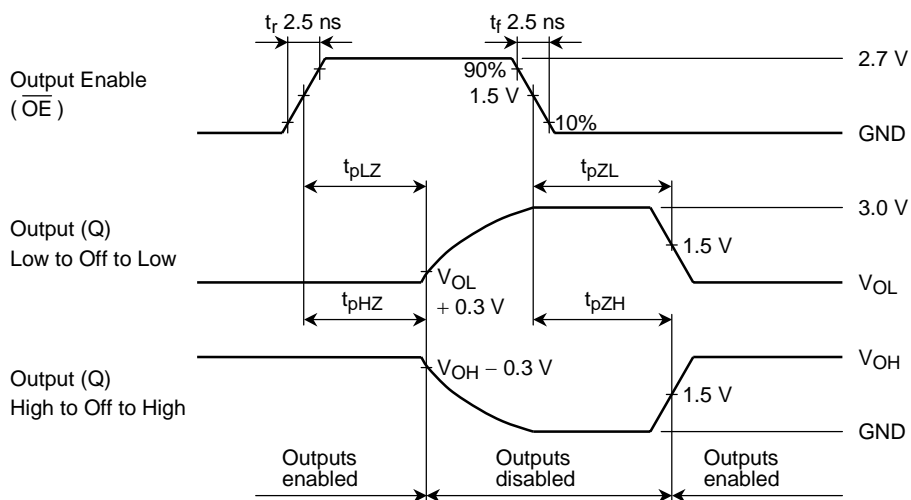 tr 2.5 ns
tf 2.5 ns
Output Enable
( OE )
90%
1.5 V
10%
2.7 V
GND
tpLZ
tpZL
3.0 V
Output (Q)
Low to Off to Low
1.5 V
VOL
+ 0.3 V
VOL
tpHZ
tpZH
Output (Q)
High to Off to High
VOH – 0.3 V
VOH
1.5 V
GND
Outputs
enabled
Outputs
disabled
Outputs
enabled